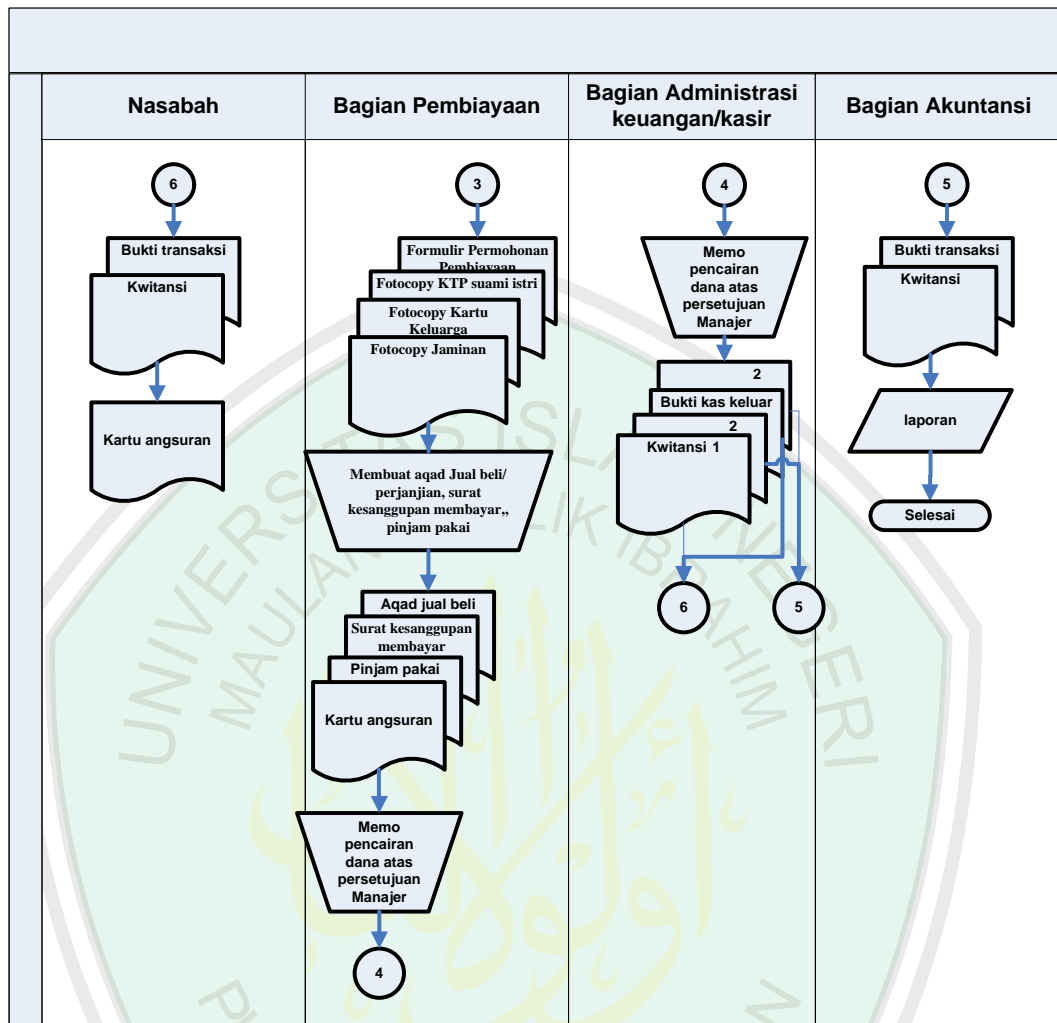 Nasabah
Bagian Pembiayaan
Bagian Administrasi
keuangan/kasir
Bagian Akuntansi
6
Bukti transaksi
Kwitansi
Kartu angsuran
3
Formulir Permohonan
Pembiayaan
Fotocopy KTP suami istri
Fotocopy Kartu
Keluarga
Fotocopy Jaminan
Membuat aqad Jual beli/
perjanjian, surat
kesanggupan membayar,,
pinjam pakai
Aqad jual beli
Surat kesanggupan
membayar
Pinjam pakai
Kartu angsuran
Memo
pencairan
dana atas
persetujuan
Manajer
4
4
Memo
pencairan
dana atas
persetujuan
Manajer
2
Bukti kas keluar
2
Kwitansi 1
6
5
5
Bukti transaksi
Kwitansi
laporan
Selesai